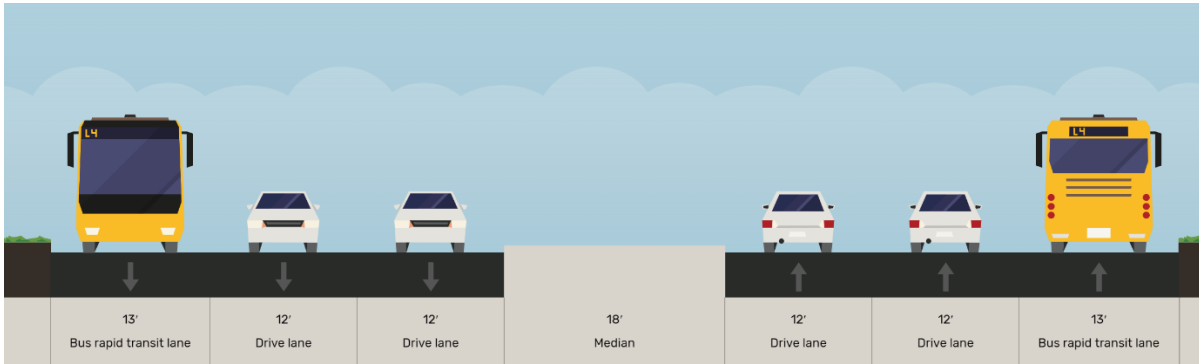 L4
L4
13′
Bus rapid transit lane
12′
Drive lane
12′
Drive lane
18′
Median
12′
Drive lane
12′
Drive lane
13′
Bus rapid transit lane